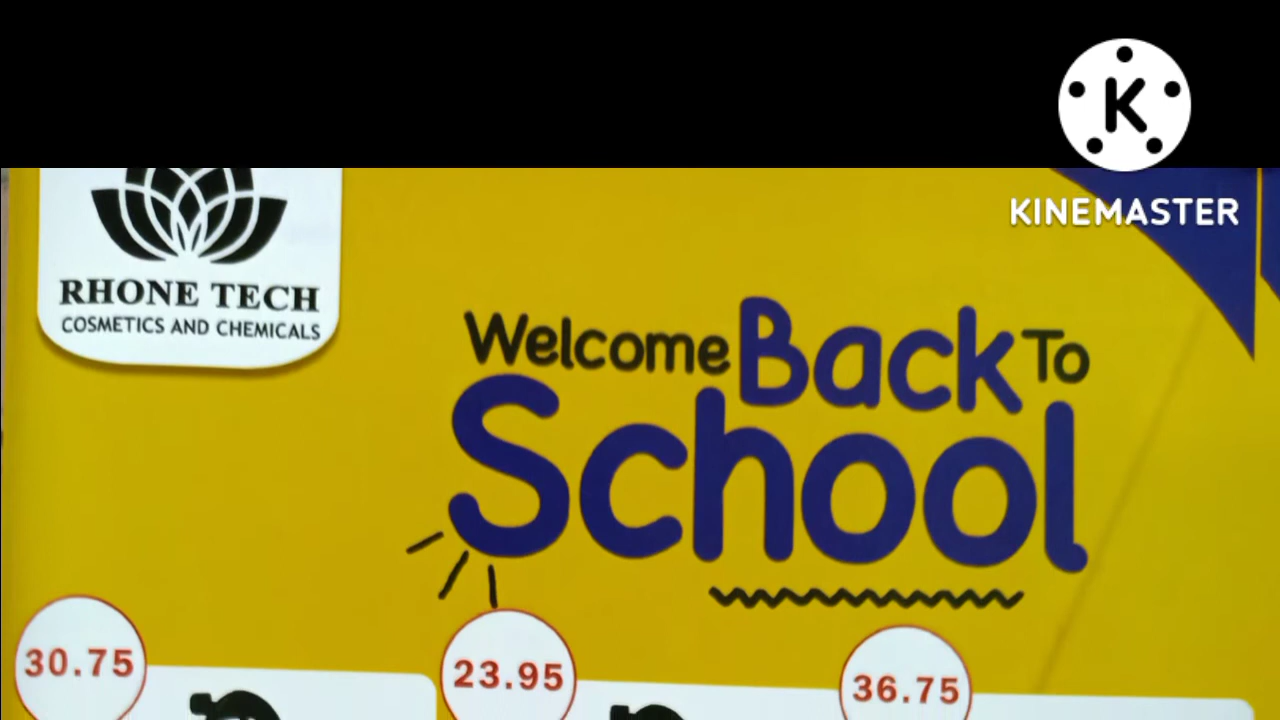 K
KINEMASTER
RHONE TECH
COSMETICS AND CHEMICALS
Welcome Back To
School
30.75
23.95
36.75